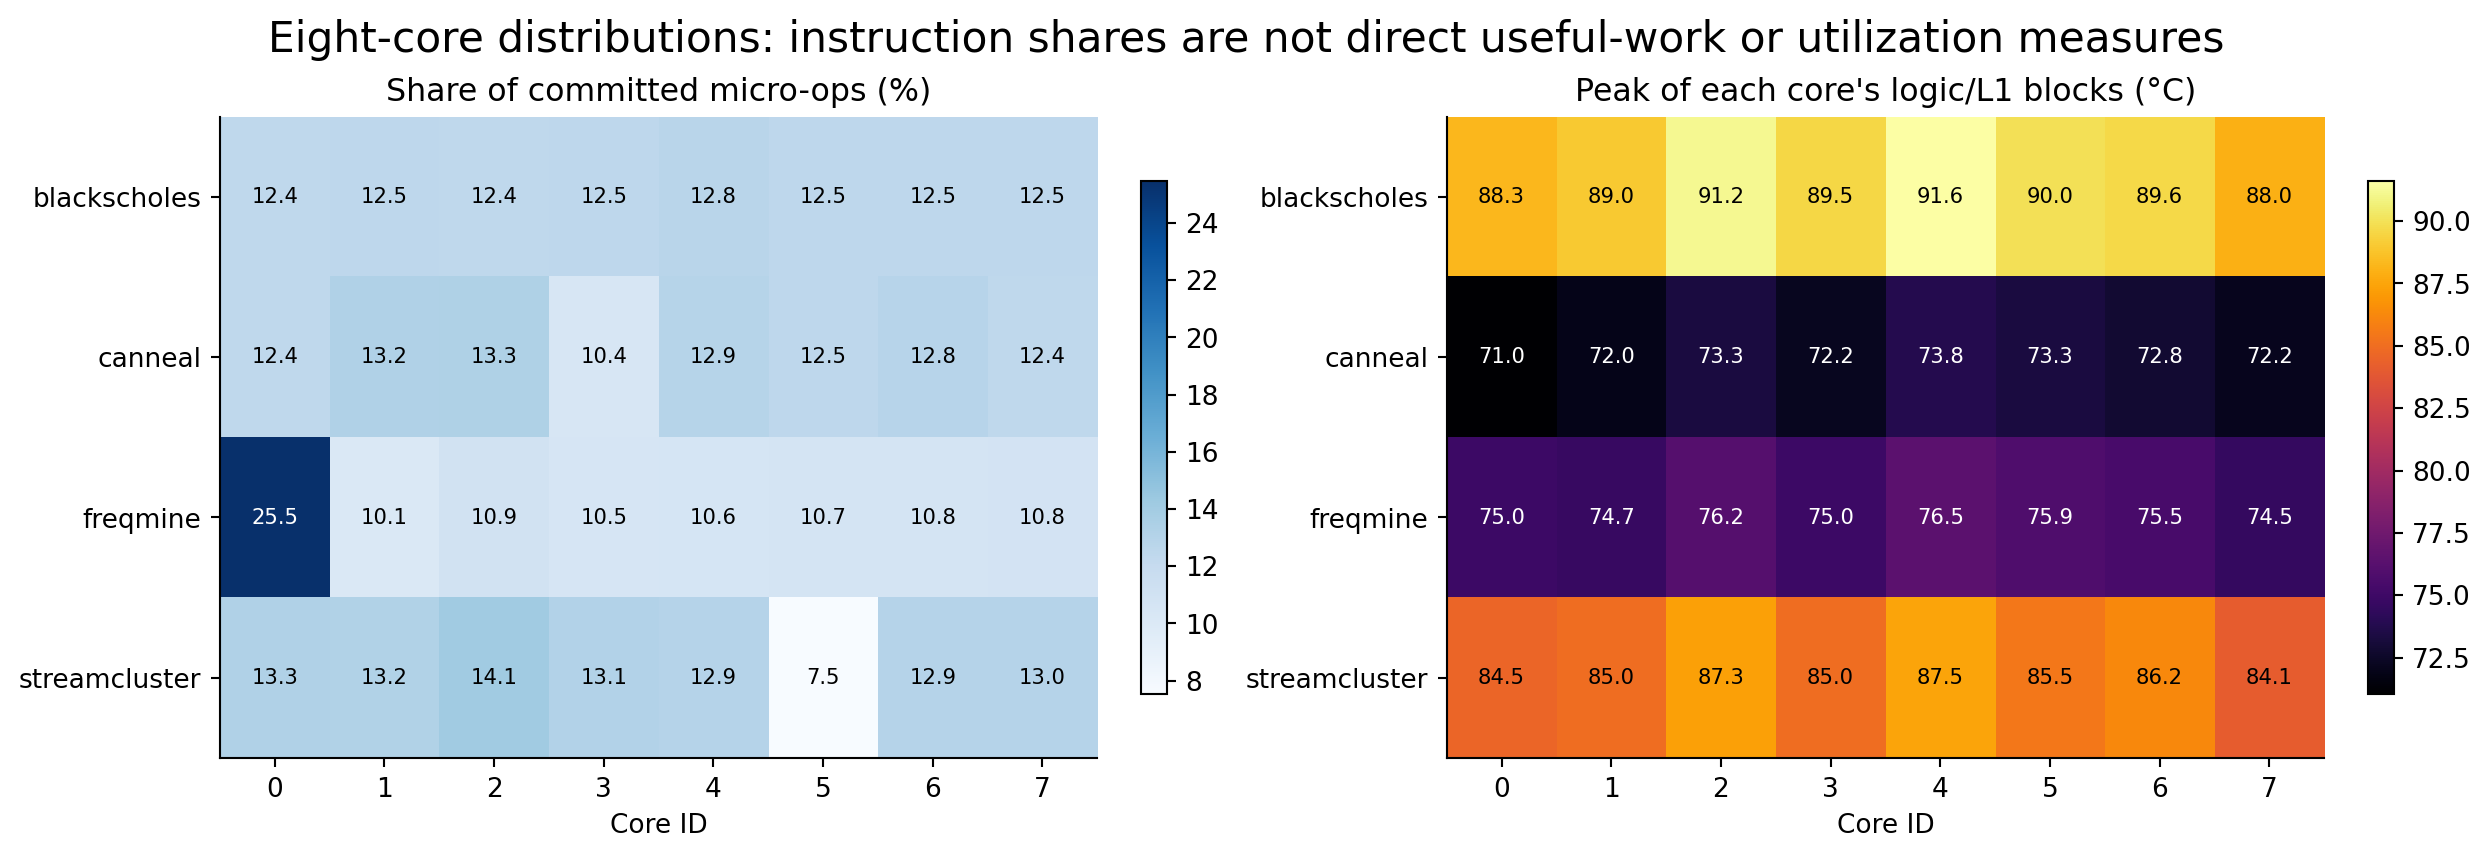 Eight-core distributions: instruction shares are not direct useful-work or utilization measures
Share of committed micro-ops (%)
blackscholes 12.4 12.5 12.4 12.5 12.8 12.5 12.5 12.5
canneal 12.4 13.2 13.3 10.4 12.9 12.5 12.8 12.4
freqmine 25.5 10.1 10.9 10.5 10.6 10.7 10.8 10.8
streamcluster 13.3 13.2 14.1 13.1 12.9 7.5 12.9 13.0
0 1 2 3 4 5 6 7
Core ID
24
22
20
18
16
14
12
10
8
Peak of each core's logic/L1 blocks (°C)
blackscholes 88.3 89.0 91.2 89.5 91.6 90.0 89.6 88.0
canneal 71.0 72.0 73.3 72.2 73.8 73.3 72.8 72.2
freqmine 75.0 74.7 76.2 75.0 76.5 75.9 75.5 74.5
streamcluster 84.5 85.0 87.3 85.0 87.5 85.5 86.2 84.1
0 1 2 3 4 5 6 7
Core ID
90.0
87.5
85.0
82.5
80.0
77.5
75.0
72.5